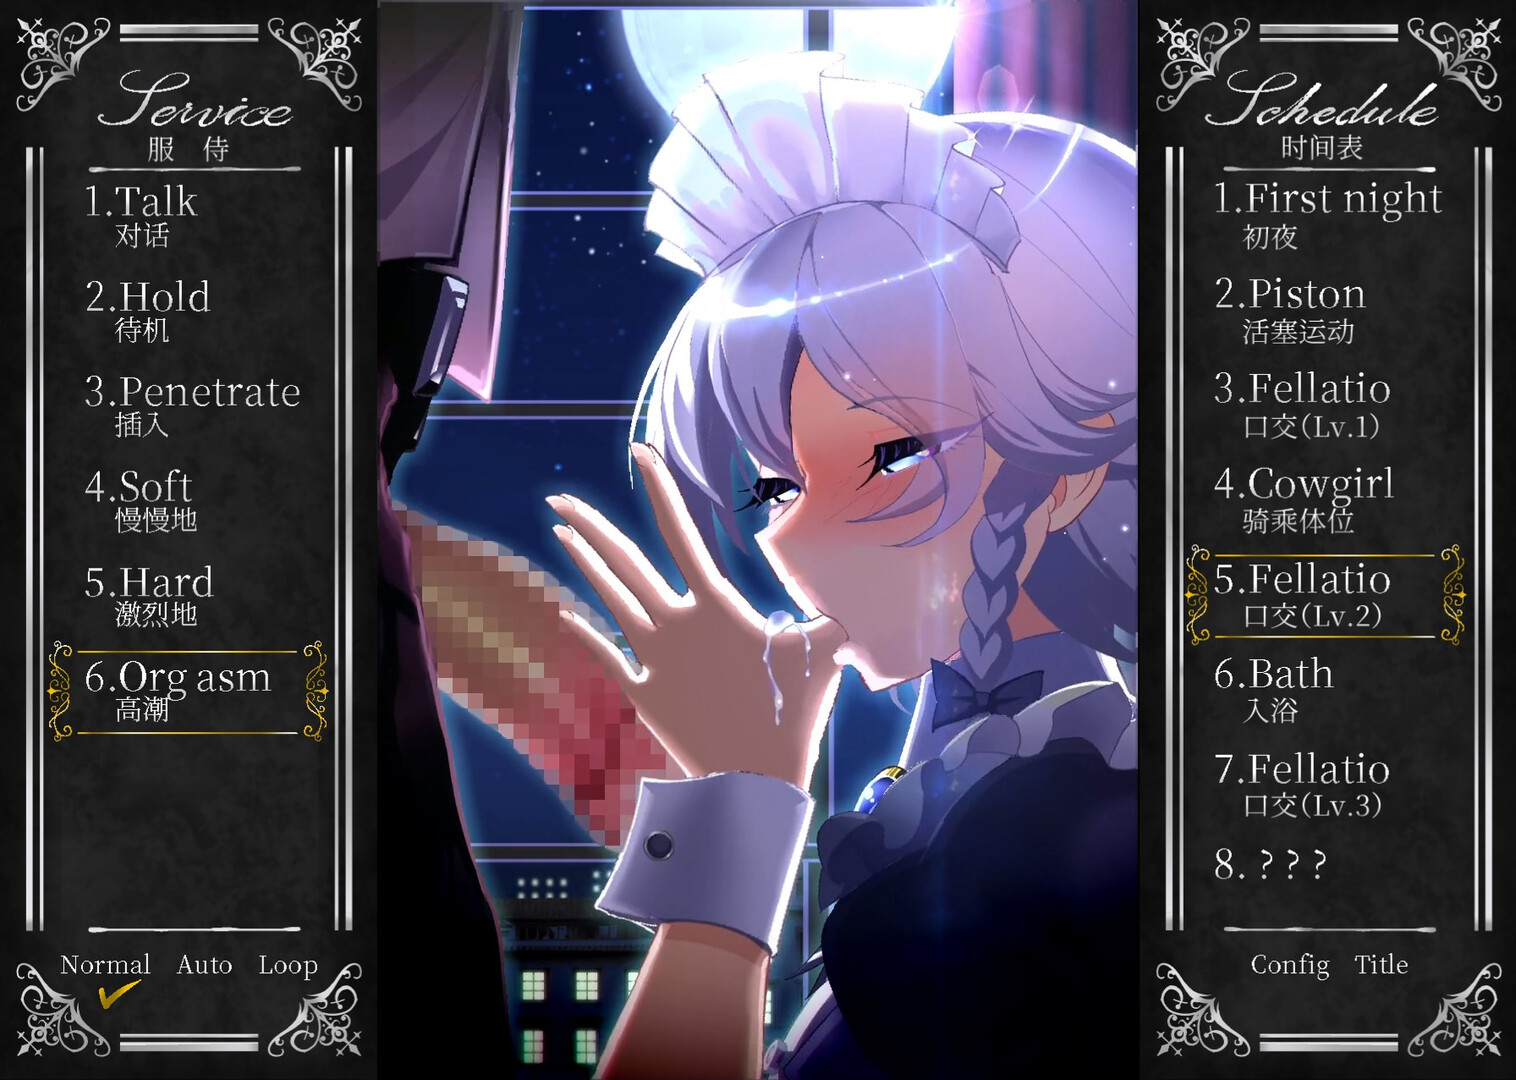 Service
服 侍
1.Talk
对话
2.Hold
待机
3.Penetrate
插入
4.Soft
慢慢地
5.Hard
激烈地
6.Org asm
高潮
Normal Auto Loop
Schedule
时间表
1.First night
初夜
2.Piston
活塞运动
3.Fellatio
口交(Lv.1)
4.Cowgirl
骑乘体位
5.Fellatio
口交(Lv.2)
6.Bath
入浴
7.Fellatio
口交(Lv.3)
8.???
Config Title